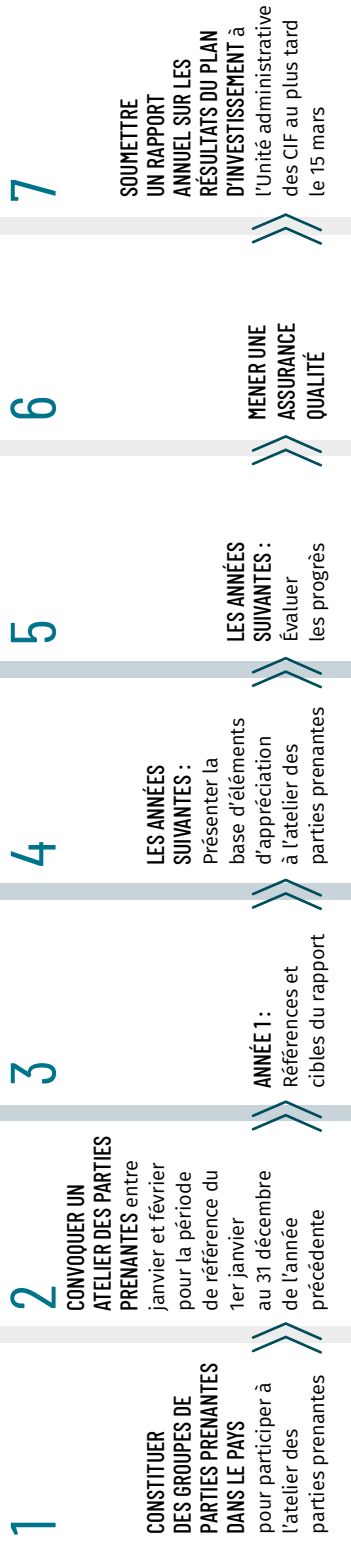 1
CONSTITUER
DES GROUPES DE
PARTIES PRENANTES
DANS LE PAYS
pour participer à
l'atelier des
parties prenantes
2
CONVOQUER UN
ATELIER DES PARTIES
PRENANTES entre
janvier et février
pour la période
de référence du
1er janvier
au 31 décembre
de l'année
précédente
3
ANNÉE 1 :
Références et
cibles du rapport
4
LES ANNÉES
SUIVANTES :
Présenter la
base d'éléments
d'appréciation
à l'atelier des
parties prenantes
5
LES ANNÉES
SUIVANTES :
Évaluer
les progrès
6
MENER UNE
ASSURANCE
QUALITÉ
7
SOUMETTRE
UN RAPPORT
ANNUEL SUR LES
RÉSULTATS DU PLAN
D'INVESTISSEMENT à
l'Unité administrative
des CIF au plus tard
le 15 mars